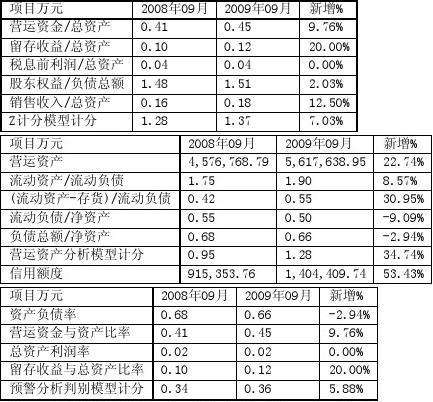 项目万元 2008年09月 2009年09月 新增%
营运资金/总资产 0.41 0.45 9.76%
留存收益/总资产 0.10 0.12 20.00%
税息前利润/总资产 0.04 0.04 0.00%
股东权益/负债总额 1.48 1.51 2.03%
销售收入/总资产 0.16 0.18 12.50%
Z计分模型计分 1.28 1.37 7.03%
项目万元 2008年09月 2009年09月 新增%
营运资产 4,576,768.79 5,617,638.95 22.74%
流动资产/流动负债 1.75 1.90 8.57%
(流动资产-存货)/流动负债 0.42 0.55 30.95%
流动负债/净资产 0.55 0.50 -9.09%
负债总额/净资产 0.68 0.66 -2.94%
营运资产分析模型计分 0.95 1.28 34.74%
信用额度 915,353.76 1,404,409.74 53.43%
项目万元 2008年09月 2009年09月 新增%
资产负债率 0.68 0.66 -2.94%
营运资金与资产比率 0.41 0.45 9.76%
总资产利润率 0.02 0.02 0.00%
留存收益与总资产比率 0.10 0.12 20.00%
预警分析判别模型计分 0.34 0.36 5.88%